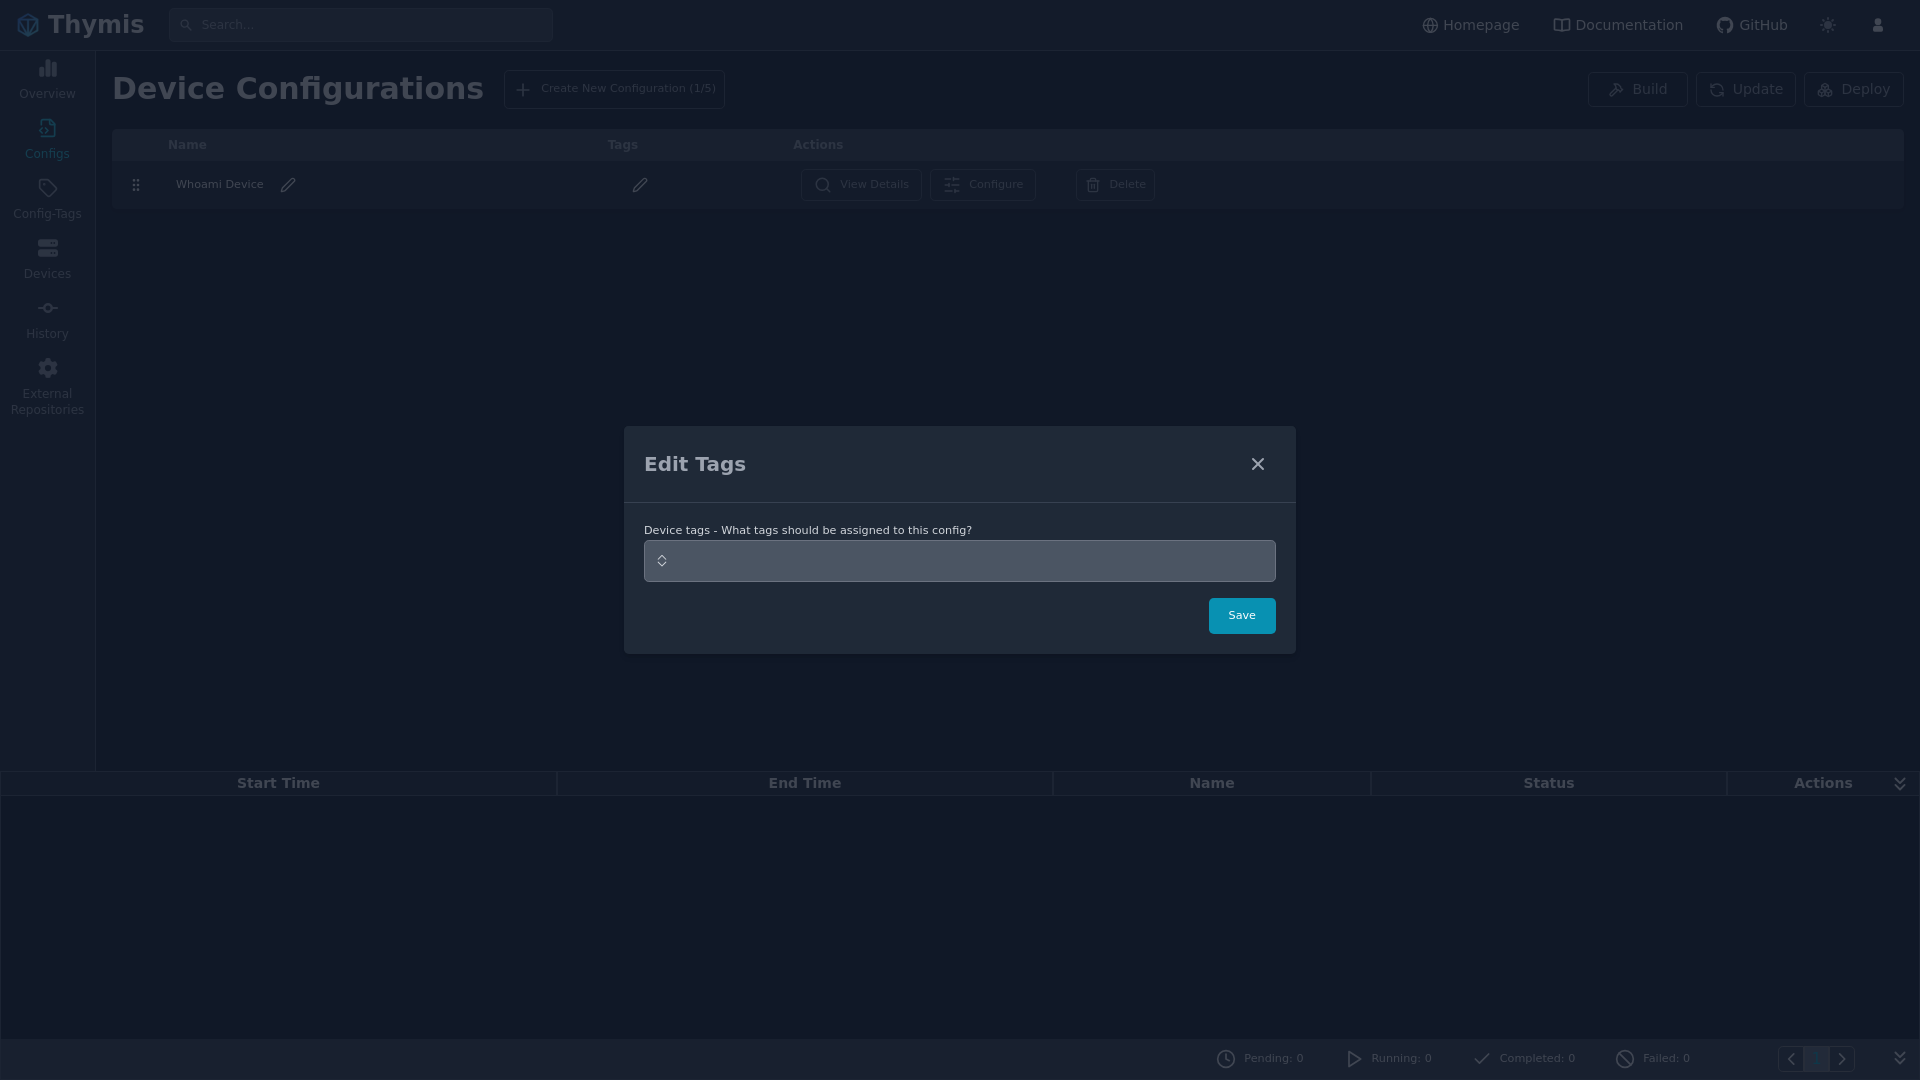 Thymis
Search...
Homepage
Documentation
GitHub
Overview
Configs
Config-Tags
Devices
History
External
Repositories
Device Configurations
Create New Configuration (1/5)
Build
Update
Deploy
Name
Tags
Actions
Whoami Device
View Details
Configure
Delete
Edit Tags
Device tags - What tags should be assigned to this config?
Save
Start Time
End Time
Name
Status
Actions
Pending: 0
Running: 0
Completed: 0
Failed: 0